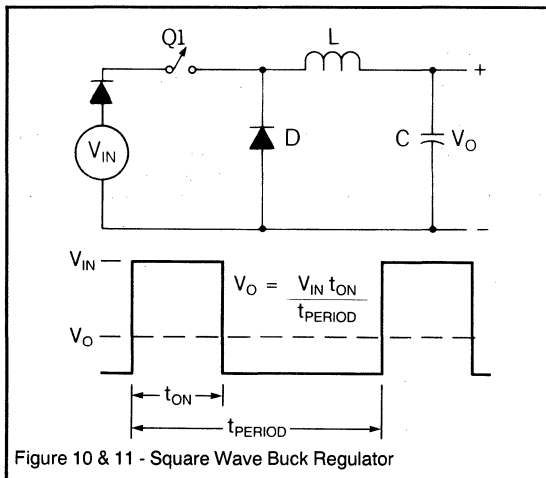 Q1
L
+
V_IN
D
C
V_O
–
V_IN
V_O = V_IN t_ON / t_PERIOD
V_O
t_ON
t_PERIOD
Figure 10 & 11 - Square Wave Buck Regulator